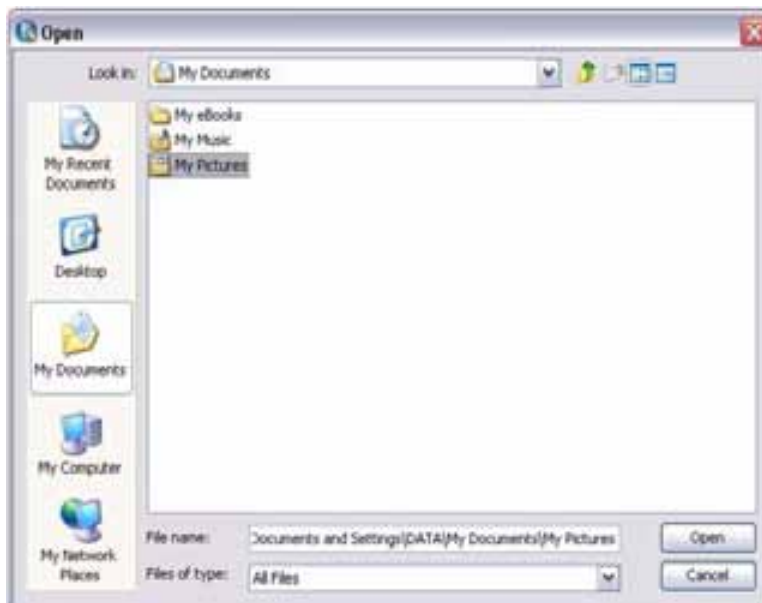 Open
Look in: My Documents
My eBooks
My Music
My Pictures
My Recent
Documents
Desktop
My Documents
My Computer
My Network
Places
File name: Documents and Settings\DATA\My Documents\My Pictures Open
Files of type: All Files Cancel